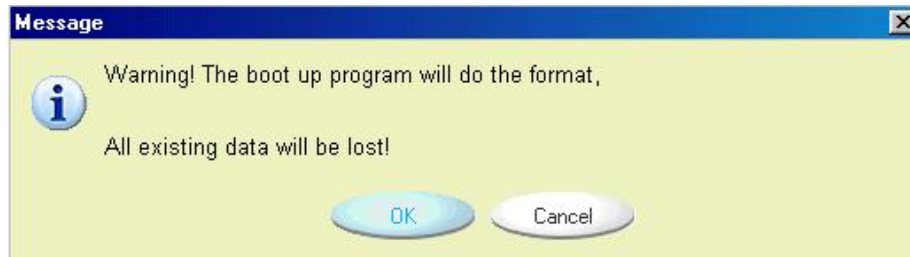 Message
Warning! The boot up program will do the format,
All existing data will be lost!
OK Cancel